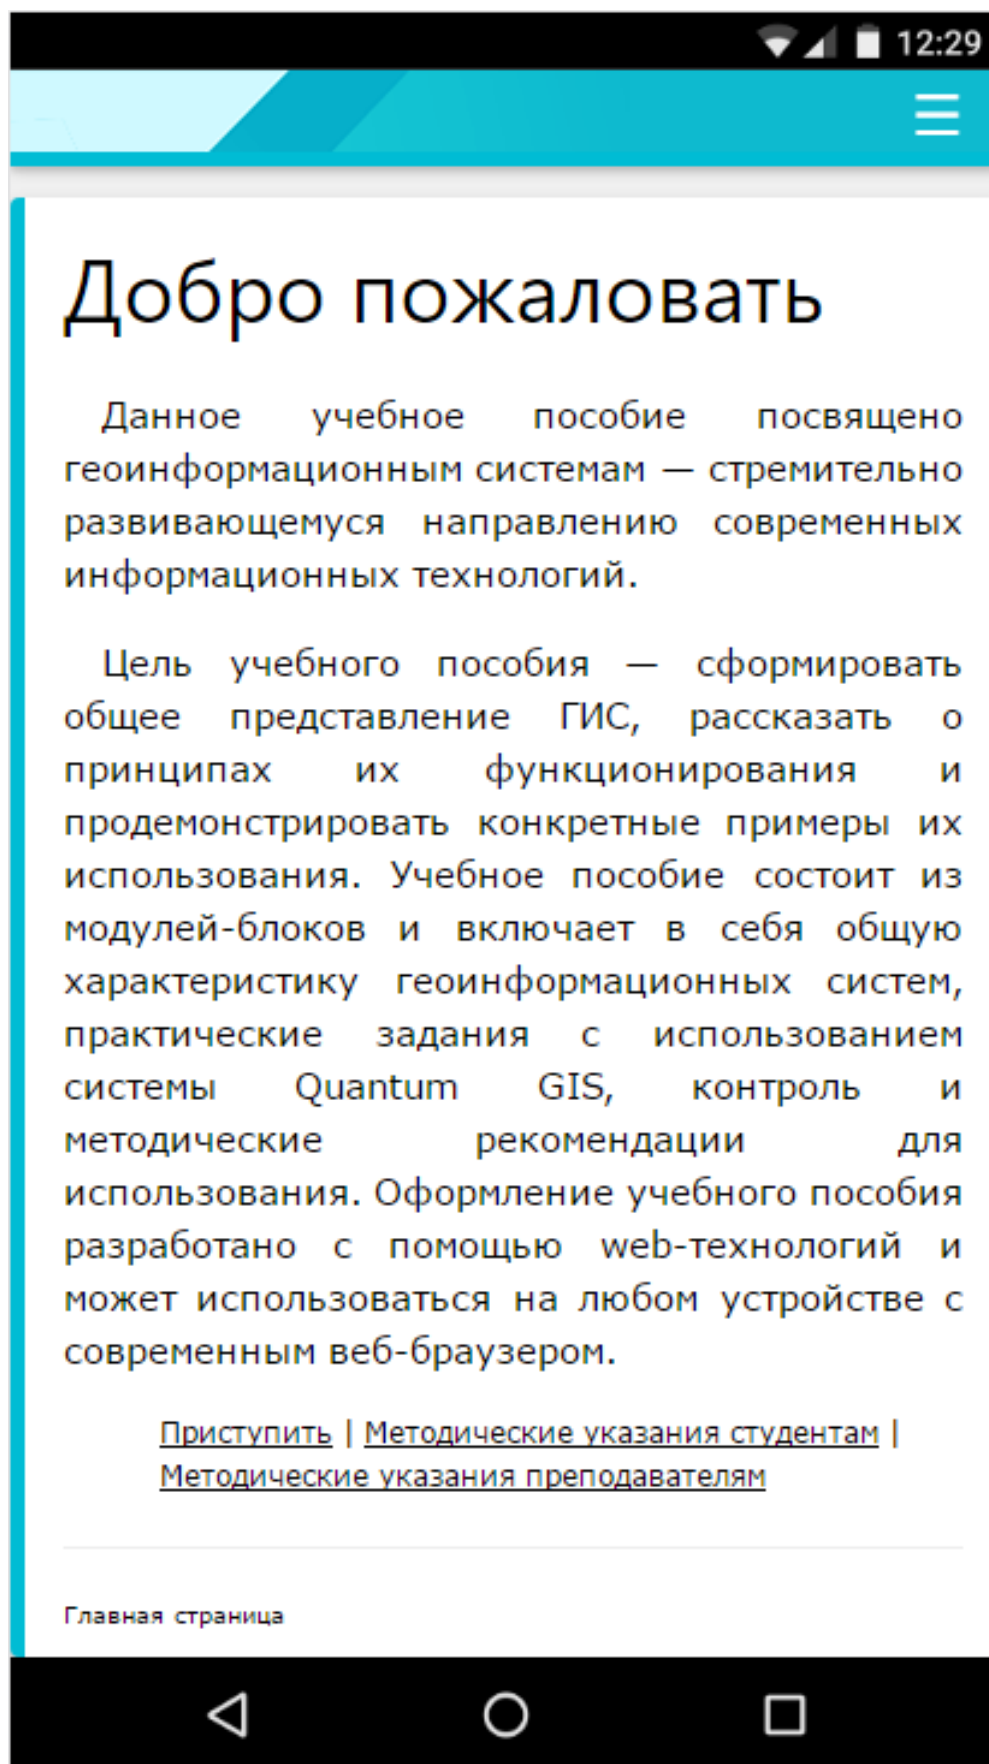 12:29
Добро пожаловать
Данное учебное пособие посвящено
геоинформационным системам — стремительно
развивающемуся направлению современных
информационных технологий.
Цель учебного пособия — сформировать
общее представление ГИС, рассказать о
принципах их функционирования и
продемонстрировать конкретные примеры их
использования. Учебное пособие состоит из
модулей-блоков и включает в себя общую
характеристику геоинформационных систем,
практические задания с использованием
системы Quantum GIS, контроль и
методические рекомендации для
использования. Оформление учебного пособия
разработано с помощью web-технологий и
может использоваться на любом устройстве с
современным веб-браузером.
Приступить | Методические указания студентам |
Методические указания преподавателям
Главная страница